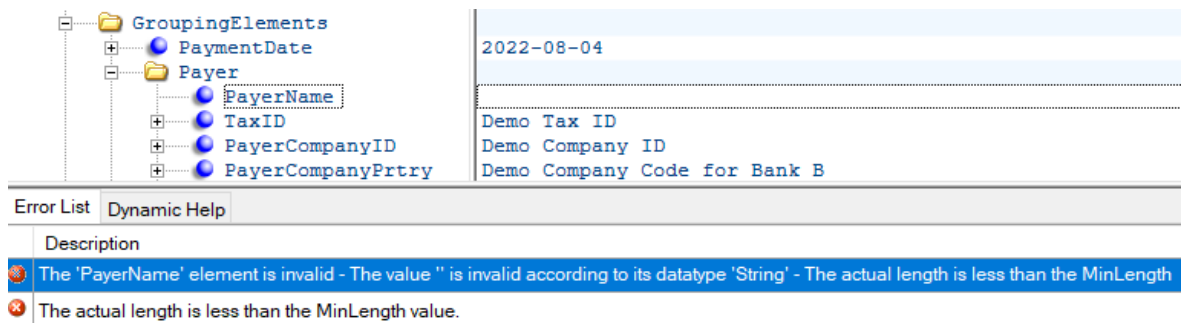 GroupingElements
PaymentDate 2022-08-04
Payer
PayerName
TaxID Demo Tax ID
PayerCompanyID Demo Company ID
PayerCompanyPrtry Demo Company Code for Bank B
Error List Dynamic Help
Description
The 'PayerName' element is invalid - The value '' is invalid according to its datatype 'String' - The actual length is less than the MinLength
The actual length is less than the MinLength value.